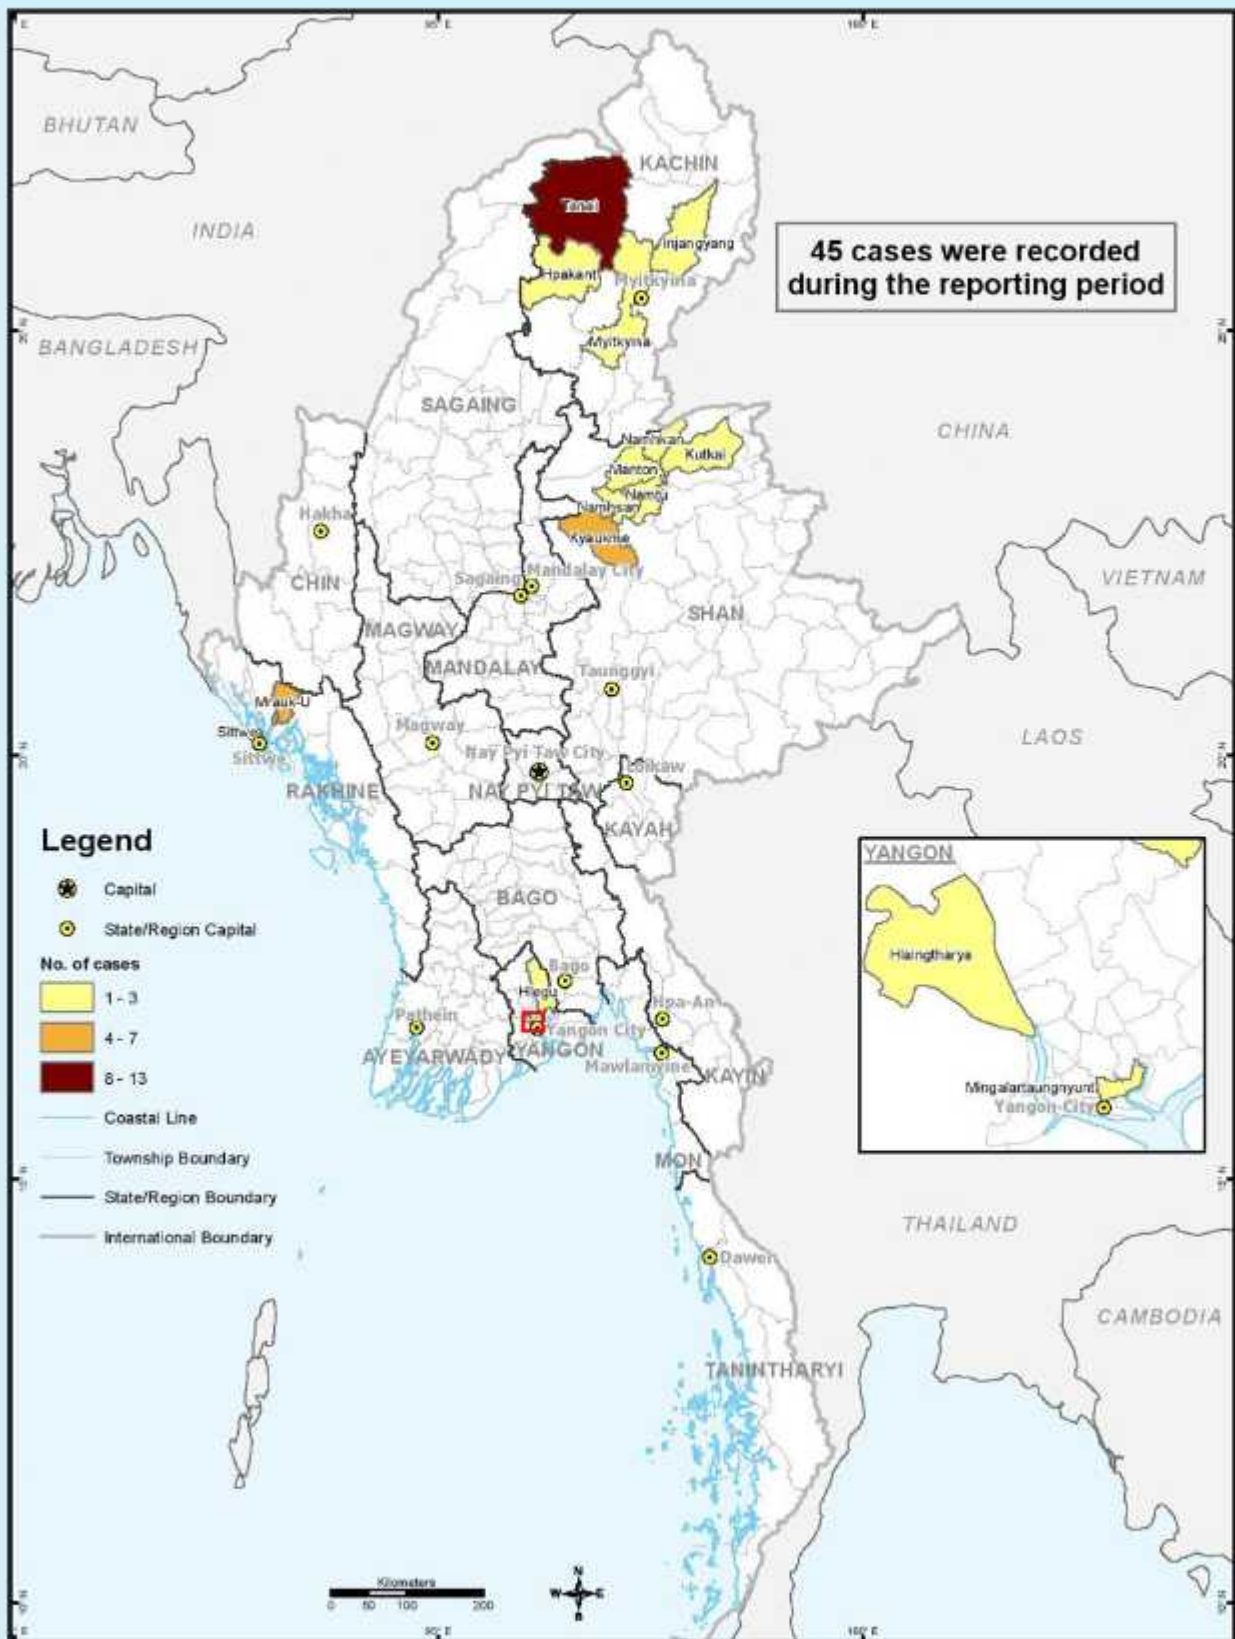 95° E
100° E
BHUTAN
KACHIN
Tanai
INDIA
Injangyang
45 cases were recorded
during the reporting period
Hpakant
Myitkyina
BANGLADESH
Myitkyina
SAGAING
CHINA
Namhkan
Kutkai
Manton
Namtu
Namhsan
Hakha
Kyaukme
Sagaing
Mandalay City
CHIN
VIETNAM
SHAN
MAGWAY
MANDALAY
Taunggyi
Mrauk-U
Sittwe
Sittwe
Magway
Nay Pyi Taw City
LAOS
Loikaw
RAKHINE
NAY PYI TAW
KAYAH
Legend
Capital
State/Region Capital
No. of cases
1 - 3
4 - 7
8 - 13
Coastal Line
Township Boundary
State/Region Boundary
International Boundary
BAGO
Bago
Hlegu
Hpa-An
Pathein
Yangon City
AYEYARWADY
YANGON
Mawlamyine
KAYIN
MON
YANGON
Hlaingtharya
Mingalartaungnyunt
Yangon City
THAILAND
Dawei
CAMBODIA
TANINTHARYI
Kilometers
0 50 100 200
N
W E
S
95° E
100° E